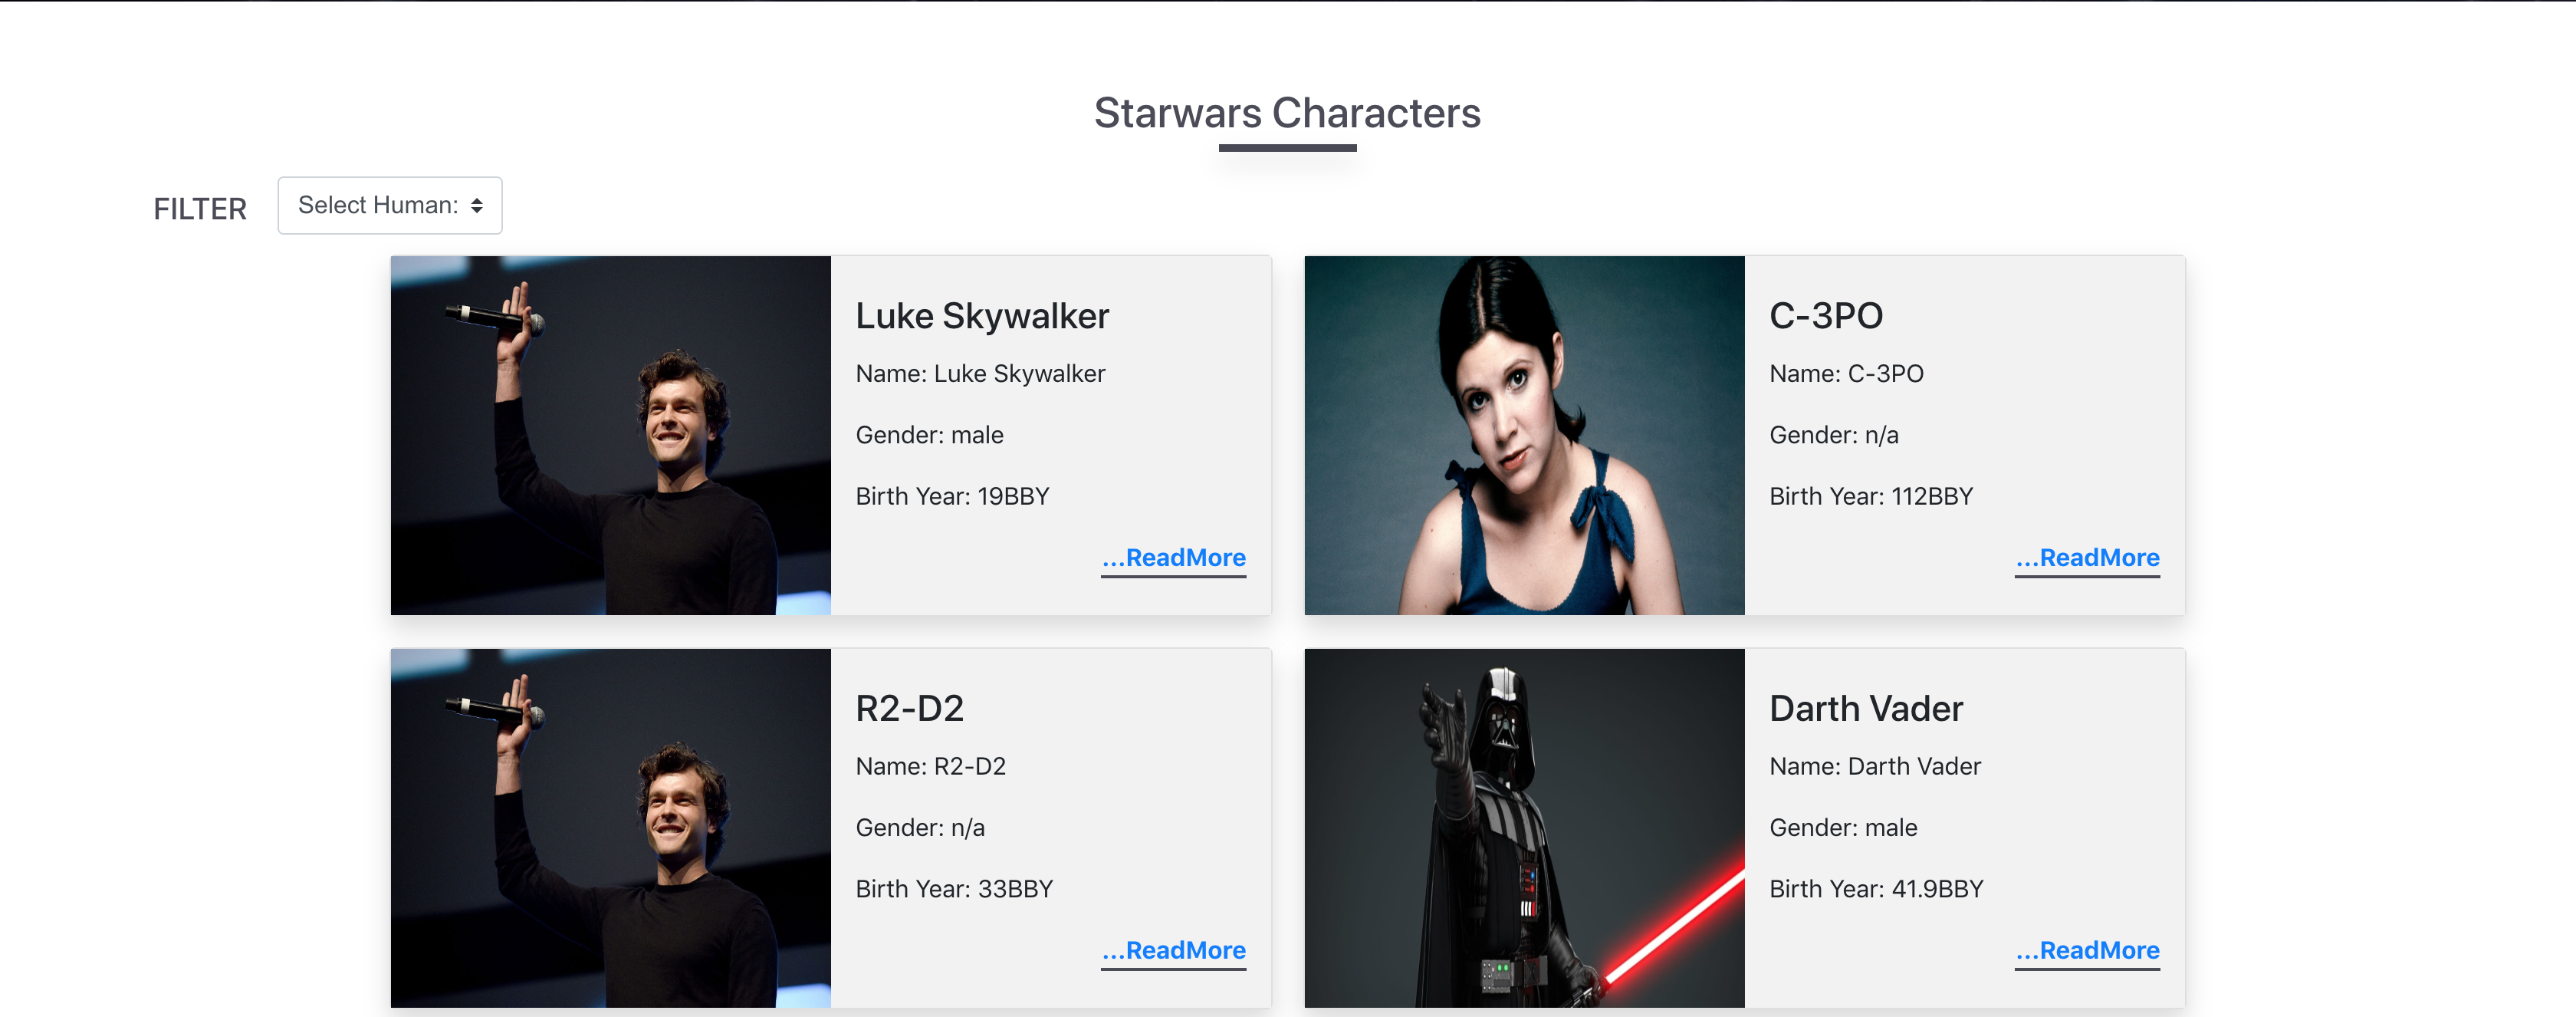 Starwars Characters
FILTER
Select Human:
Luke Skywalker
Name: Luke Skywalker
Gender: male
Birth Year: 19BBY
...ReadMore
C-3PO
Name: C-3PO
Gender: n/a
Birth Year: 112BBY
...ReadMore
R2-D2
Name: R2-D2
Gender: n/a
Birth Year: 33BBY
...ReadMore
Darth Vader
Name: Darth Vader
Gender: male
Birth Year: 41.9BBY
...ReadMore